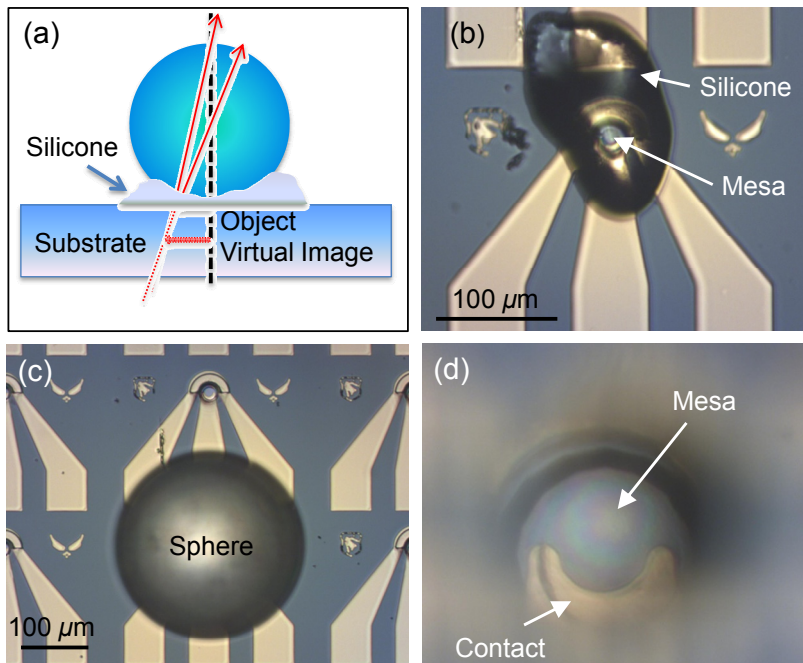 (a)
Silicone
Substrate
Object
Virtual Image
(b)
Silicone
Mesa
100 µm
(c)
Sphere
100 µm
(d)
Mesa
Contact